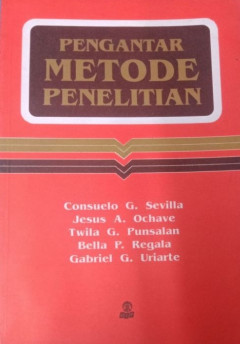 PENGANTAR
METODE
PENELITIAN
Consuelo G. Sevilla
Jesus A. Ochave
Twila G. Punsalan
Bella P. Regala
Gabriel G. Uriarte